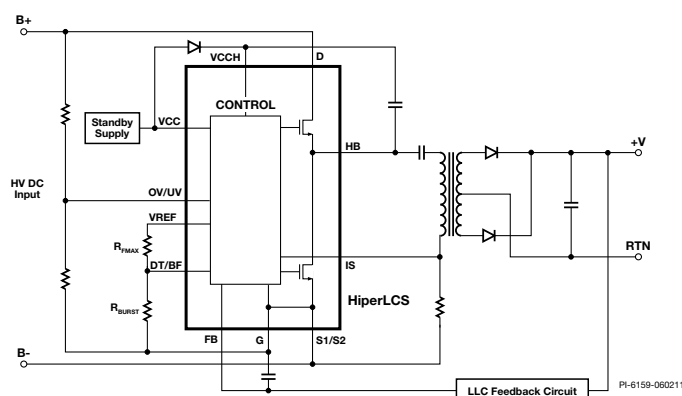 B+
VCCH
D
CONTROL
Standby
Supply
VCC
HB
+V
HV DC
Input
OV/UV
VREF
RFMAX
DT/BF
IS
RTN
HiperLCS
RBURST
FB
G
S1/S2
B-
LLC Feedback Circuit
PI-6159-060211